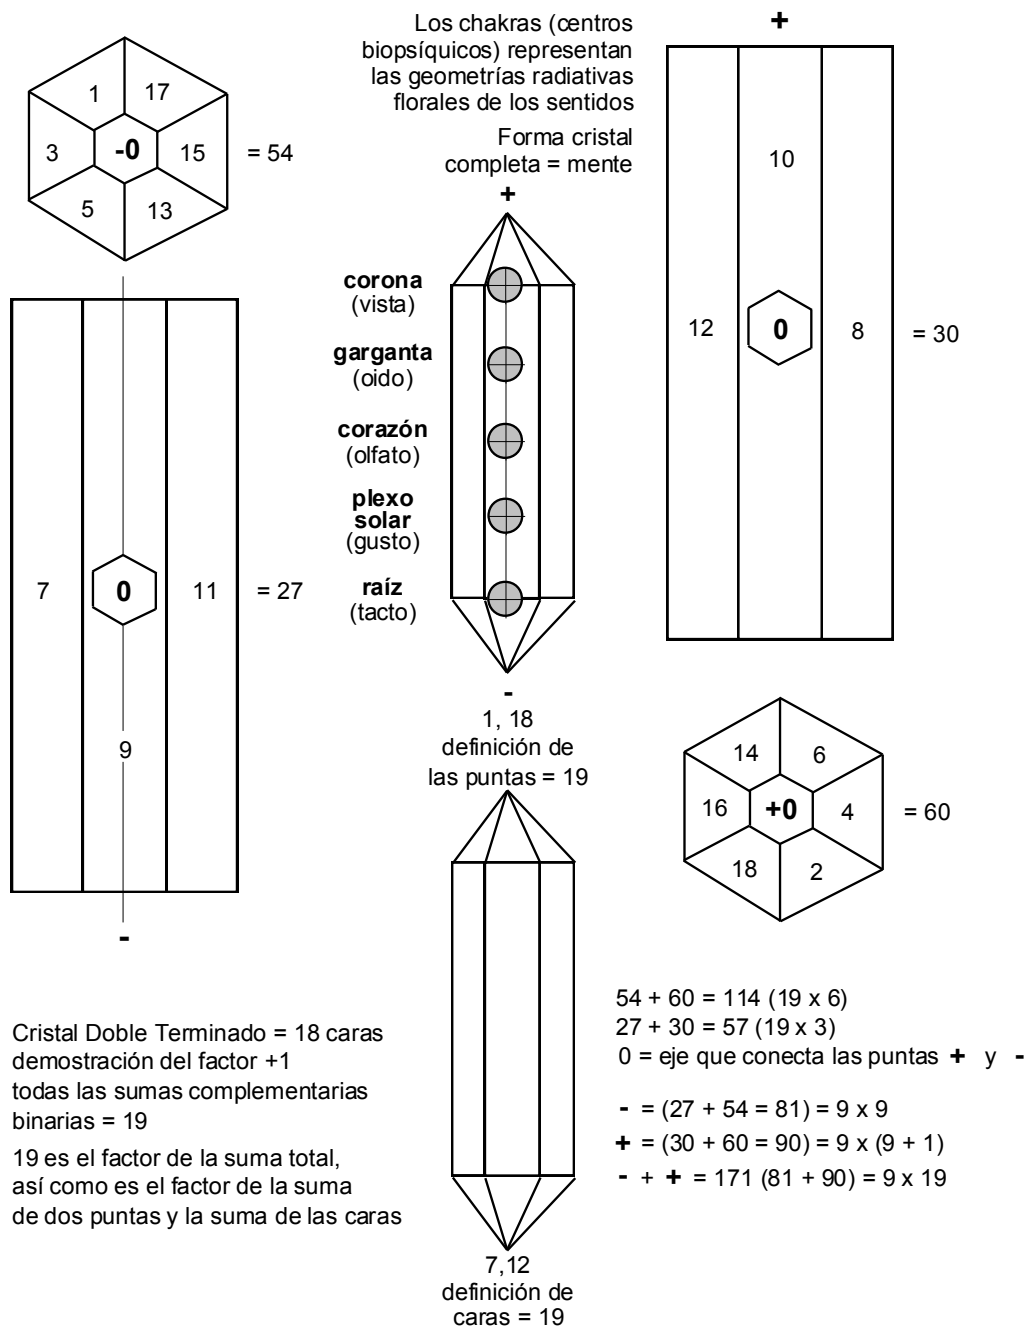 Los chakras (centros
biopsíquicos) representan
las geometrías radiativas
florales de los sentidos
Forma cristal
completa = mente
+
1
17
3
-0
15
= 54
5
13
7
0
11
= 27
9
-
corona
(vista)
garganta
(oido)
corazón
(olfato)
plexo
solar
(gusto)
raíz
(tacto)
-
1, 18
definición de
las puntas = 19
+
10
12
0
8
= 30
14
6
16
+0
4
= 60
18
2
7,12
definición de
caras = 19
Cristal Doble Terminado = 18 caras
demostración del factor +1
todas las sumas complementarias
binarias = 19
19 es el factor de la suma total,
así como es el factor de la suma
de dos puntas y la suma de las caras
54 + 60 = 114 (19 x 6)
27 + 30 = 57 (19 x 3)
0 = eje que conecta las puntas + y -
- = (27 + 54 = 81) = 9 x 9
+ = (30 + 60 = 90) = 9 x (9 + 1)
- + + = 171 (81 + 90) = 9 x 19